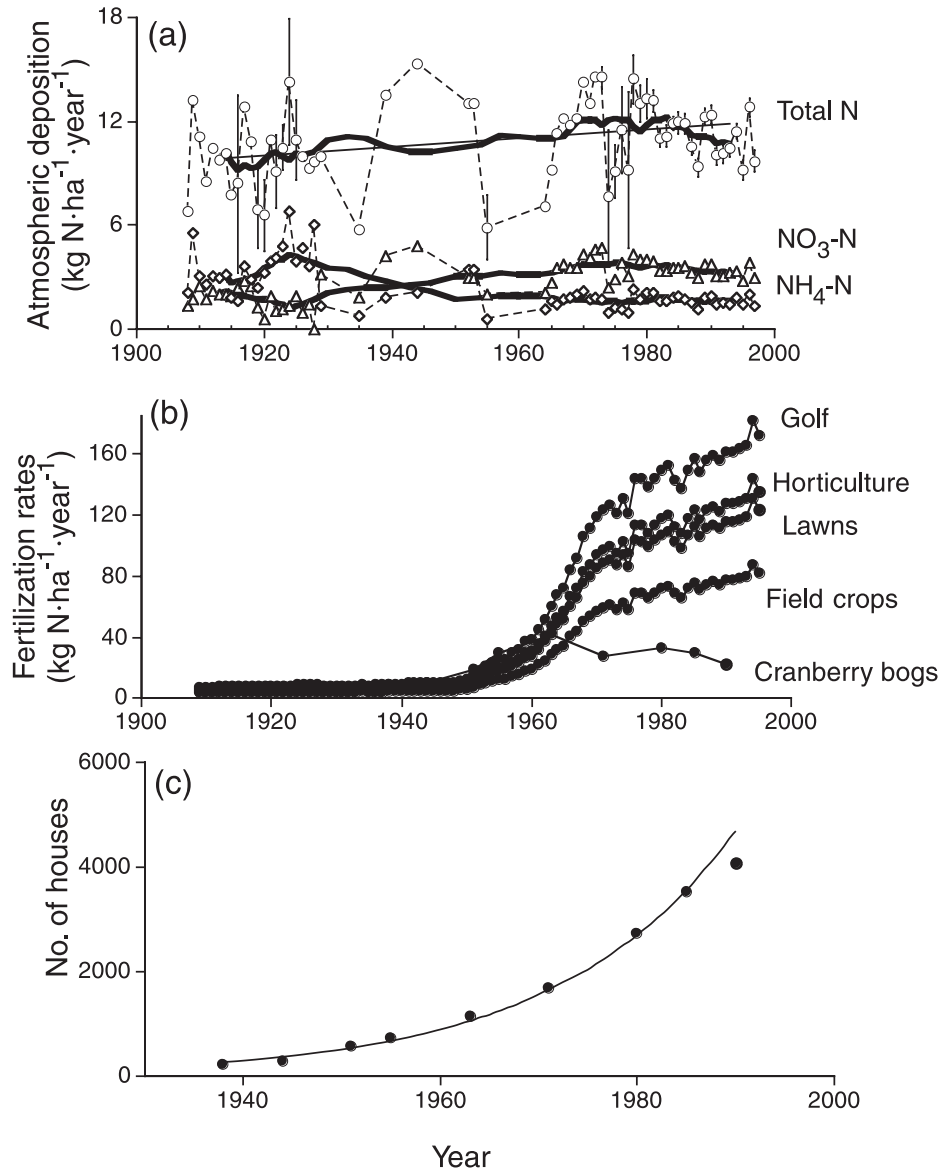 (a)
Atmospheric deposition
(kg N·ha⁻¹·year⁻¹)
18
12
6
0
Total N
NO₃-N
NH₄-N
1900 1920 1940 1960 1980 2000
(b)
Fertilization rates
(kg N·ha⁻¹·year⁻¹)
160
120
80
40
0
Golf
Horticulture
Lawns
Field crops
Cranberry bogs
1900 1920 1940 1960 1980 2000
(c)
No. of houses
6000
4000
2000
0
1940 1960 1980 2000
Year